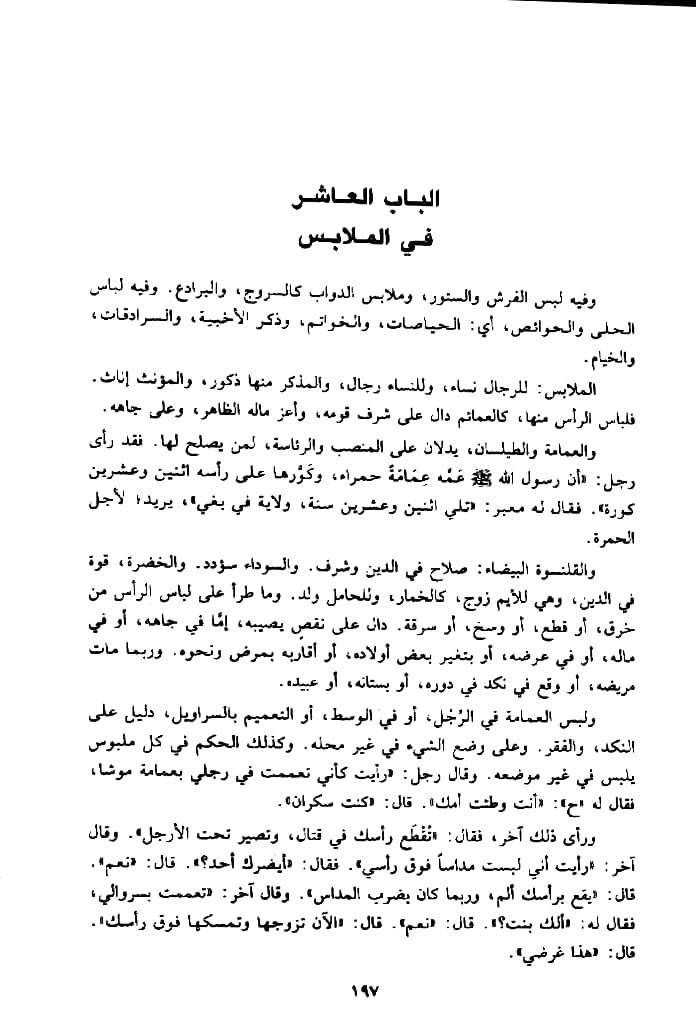 الباب العاشر
في الملابس
وفيه لبس الفرش والستور، وملابس الدواب كالسروج، والبرادع. وفيه لباس
الحلى والحوائص، أي: الحياصات، والخواتم، وذكر الأخبية، والسرادقات،
والخيام.
الملابس: للرجال نساء، وللنساء رجال، والمذكر منها ذكور، والمؤنث إناث.
فلباس الرأس منها، كالعمائم دال على شرف قومه، وأعز ماله الظاهر، وعلى جاهه.
والعمامة والطيلسان، يدلان على المنصب والرئاسة، لمن يصلح لها. فقد رأى
رجل: «أن رسول الله ﷺ عَمَّه عِمَامَةً حمراء، وكَوَّرها على رأسه اثنين وعشرين
كورة». فقال له معبر: «تلي اثنين وعشرين سنة، ولاية في بغي»، يريد؛ لأجل
الحمرة.
والقلنسوة البيضاء: صلاح في الدين وشرف. والسوداء سؤدد. والخضرة، قوة
في الدين، وهي للأيم زوج، كالخمار، وللحامل ولد. وما طرأ على لباس الرأس من
خرق، أو قطع، أو وسخ، أو سرقة. دال على نقص يصيبه، إمَّا في جاهه، أو في
ماله، أو في عرضه، أو بتغير بعض أولاده، أو أقاربه بمرض ونحوه. وربما مات
مريضه، أو وقع في نكد في دوره، أو بستانه، أو عبيده.
ولبس العمامة في الرِّجْل، أو في الوسط، أو التعميم بالسراويل، دليل على
النكد، والفقر. وعلى وضع الشيء في غير محله. وكذلك الحكم في كل ملبوس
يلبس في غير موضعه. وقال رجل: «رأيت كأني تعممت في رجلي بعمامة موشا،
فقال له «ح»: «أنت وطئت أمك». قال: «كنت سكران».
ورأى ذلك آخر، فقال: «تُقْطَع رأسك في قتال، وتصير تحت الأرجل». وقال
آخر: «رأيت أني لبست مداساً فوق رأسي». فقال: «أيضرك أحد؟». قال: «نعم».
قال: «يقع برأسك ألم، وربما كان يضرب المداس». وقال آخر: «تعممت بسروالي،
فقال له: «ألك بنت؟». قال: «نعم». قال: «الآن تزوجها وتمسكها فوق رأسك».
قال: «هذا غرضي».
١٩٧